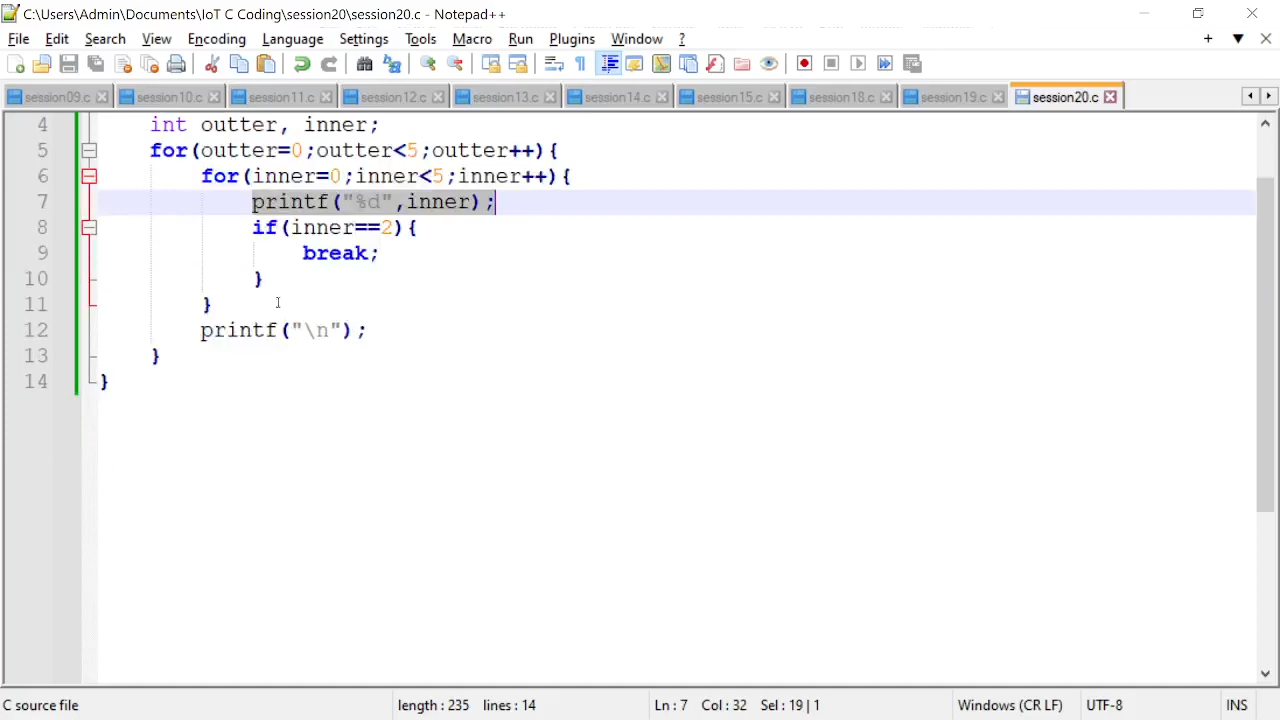 C:\Users\Admin\Documents\IoT C Coding\session20\session20.c - Notepad++
File Edit Search View Encoding Language Settings Tools Macro Run Plugins Window ?
session09.c session10.c session11.c session12.c session13.c session14.c session15.c session18.c session19.c session20.c
4 int outter, inner;
5 for(outter=0;outter<5;outter++){
6 for(inner=0;inner<5;inner++){
7 printf("%d",inner);
8 if(inner==2){
9 break;
10 }
11 }
12 printf("\n");
13 }
14 }
C source file length : 235 lines : 14 Ln : 7 Col : 32 Sel : 19 | 1 Windows (CR LF) UTF-8 INS